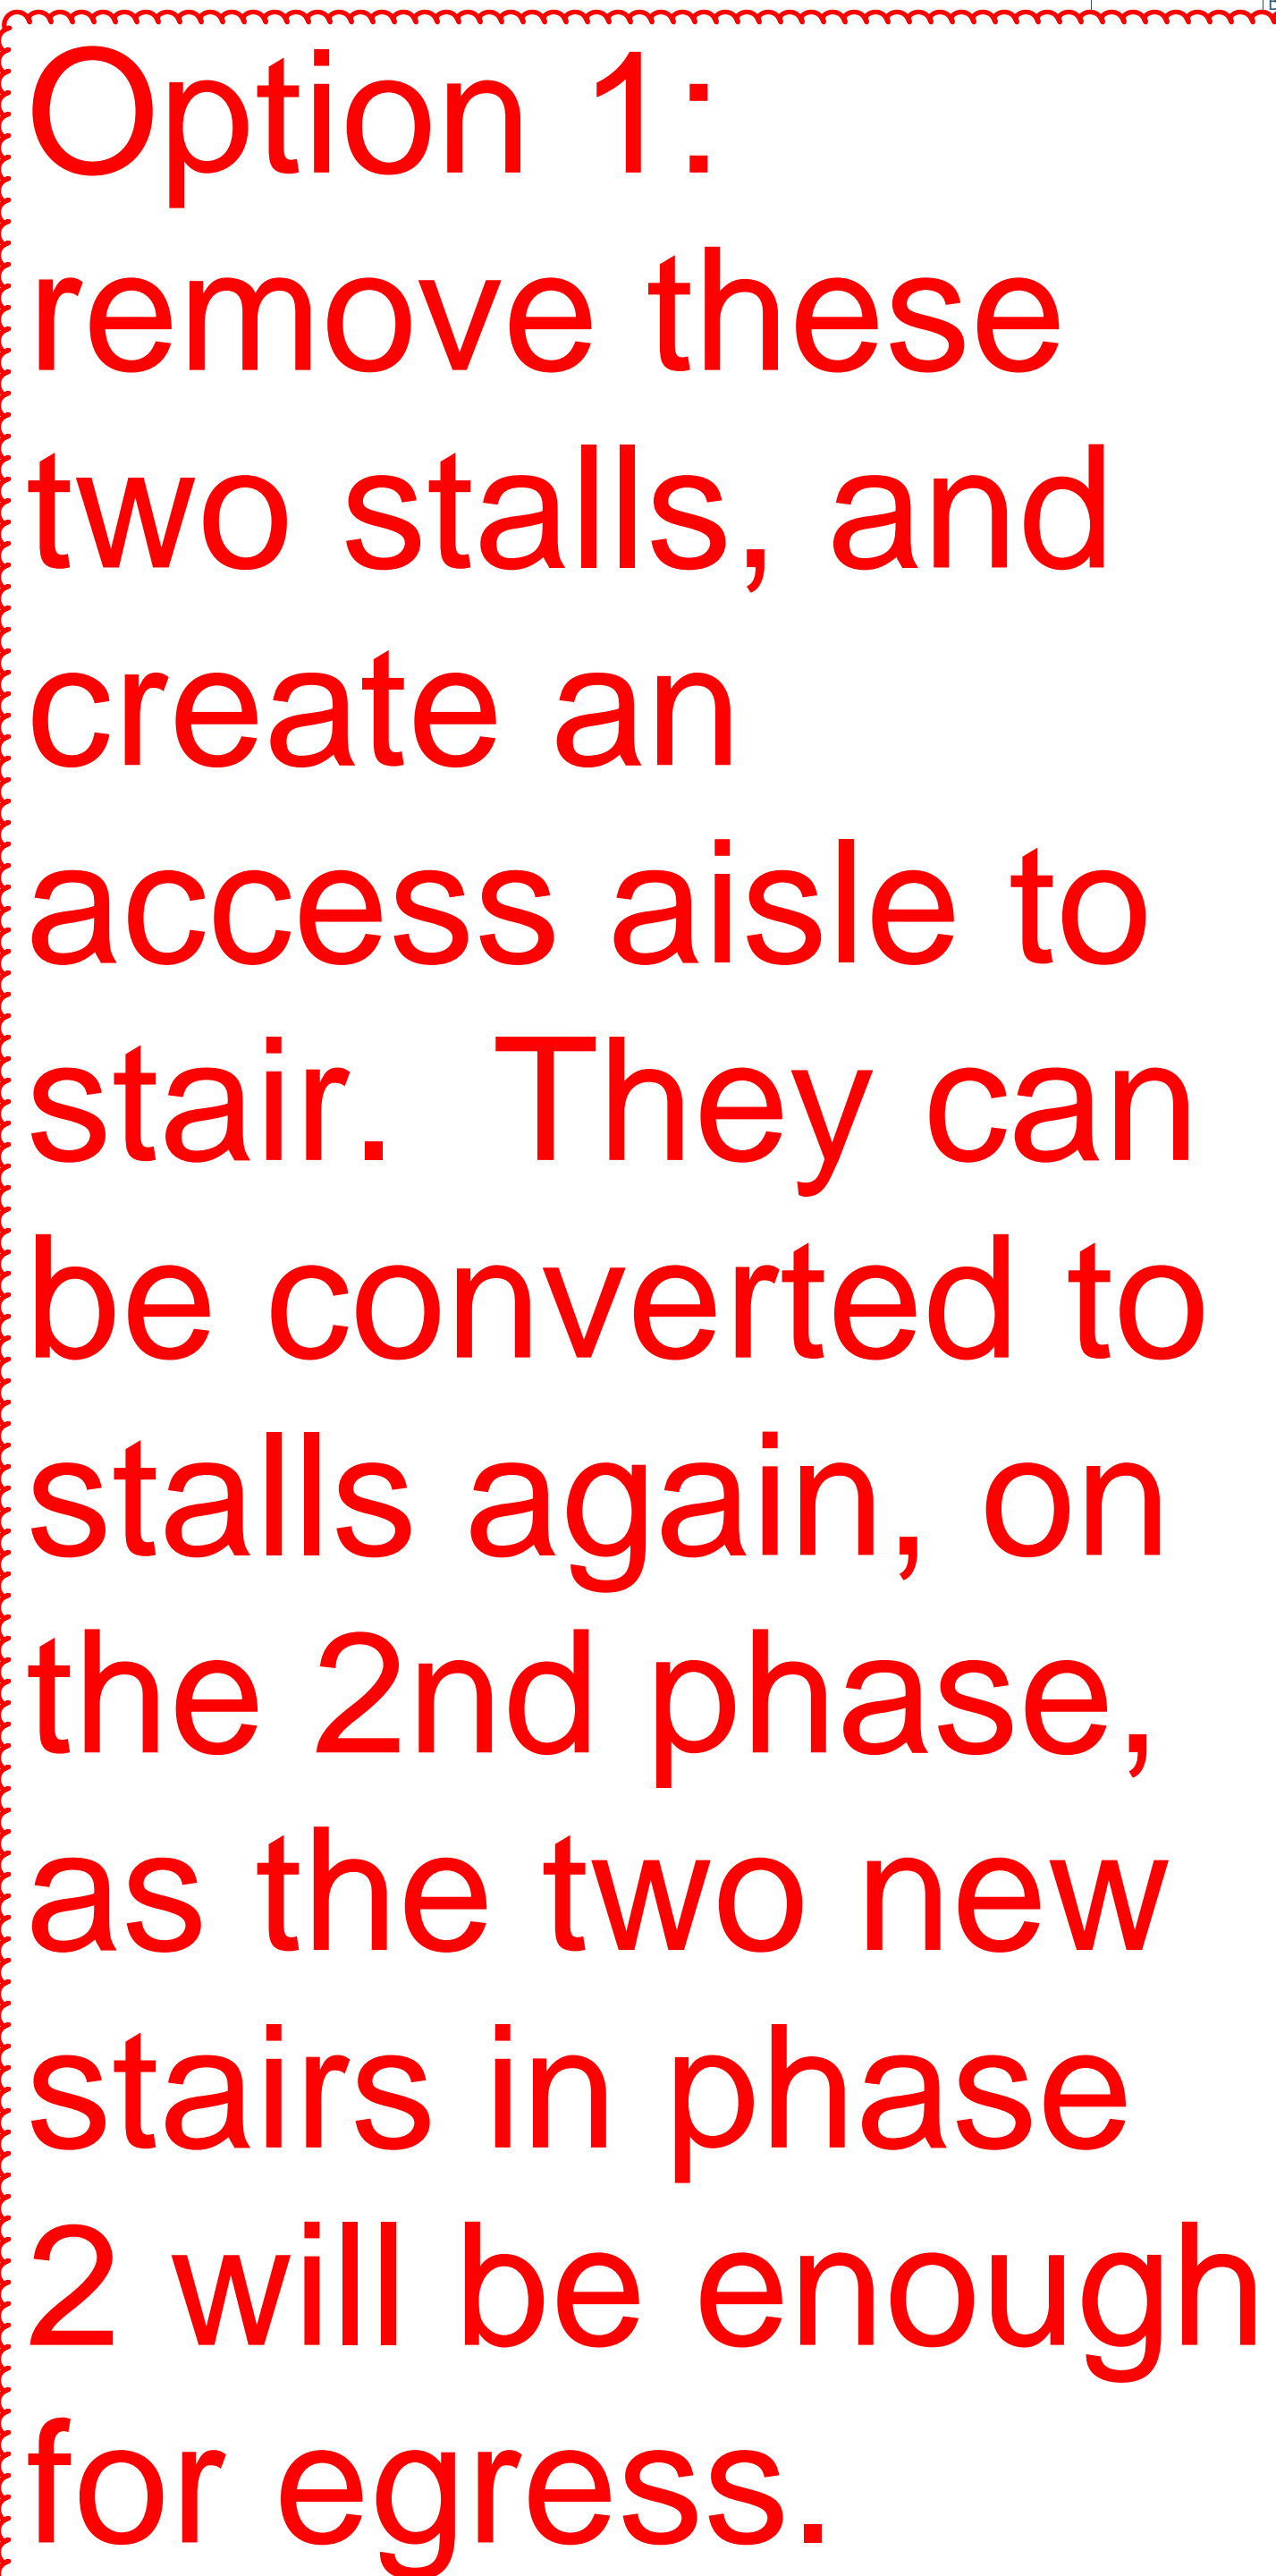 Option 1:
remove these
two stalls, and
create an
access aisle to
stair.  They can
be converted to
stalls again, on
the 2nd phase,
as the two new
stairs in phase
2 will be enough
for egress.